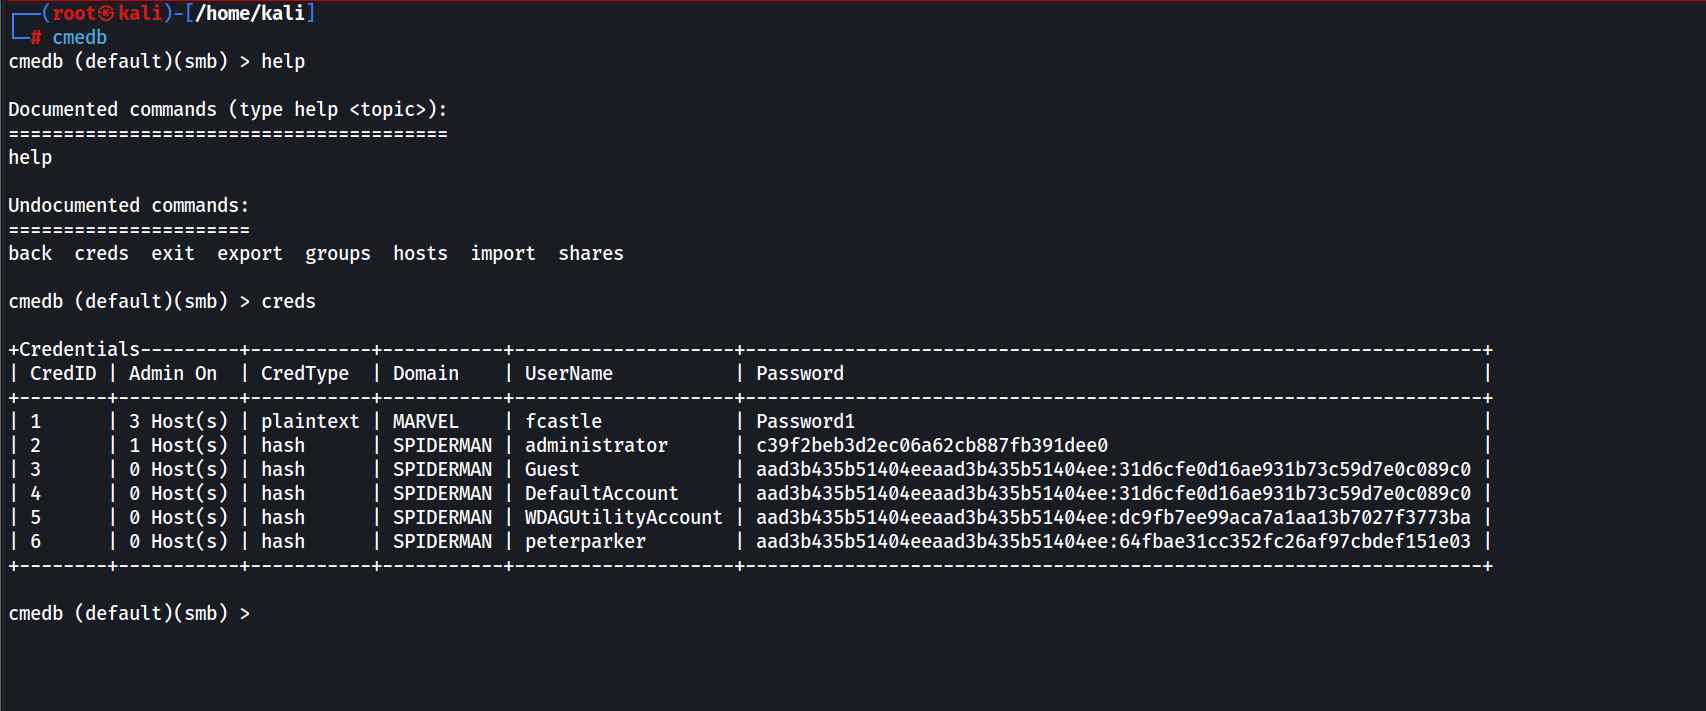 ┌──(root㉿kali)-[/home/kali]
└─# cmedb
cmedb (default)(smb) > help

Documented commands (type help <topic>):
========================================
help

Undocumented commands:
======================
back  creds  exit  export  groups  hosts  import  shares

cmedb (default)(smb) > creds

+Credentials---------+-----------+-----------+--------------------+-------------------------------------------------------------------+
| CredID | Admin On  | CredType  | Domain    | UserName           | Password                                                          |
+--------+-----------+-----------+-----------+--------------------+-------------------------------------------------------------------+
| 1      | 3 Host(s) | plaintext | MARVEL    | fcastle            | Password1                                                         |
| 2      | 1 Host(s) | hash      | SPIDERMAN | administrator      | c39f2beb3d2ec06a62cb887fb391dee0                                  |
| 3      | 0 Host(s) | hash      | SPIDERMAN | Guest              | aad3b435b51404eeaad3b435b51404ee:31d6cfe0d16ae931b73c59d7e0c089c0 |
| 4      | 0 Host(s) | hash      | SPIDERMAN | DefaultAccount     | aad3b435b51404eeaad3b435b51404ee:31d6cfe0d16ae931b73c59d7e0c089c0 |
| 5      | 0 Host(s) | hash      | SPIDERMAN | WDAGUtilityAccount | aad3b435b51404eeaad3b435b51404ee:dc9fb7ee99aca7a1aa13b7027f3773ba |
| 6      | 0 Host(s) | hash      | SPIDERMAN | peterparker        | aad3b435b51404eeaad3b435b51404ee:64fbae31cc352fc26af97cbdef151e03 |
+--------+-----------+-----------+-----------+--------------------+-------------------------------------------------------------------+

cmedb (default)(smb) >